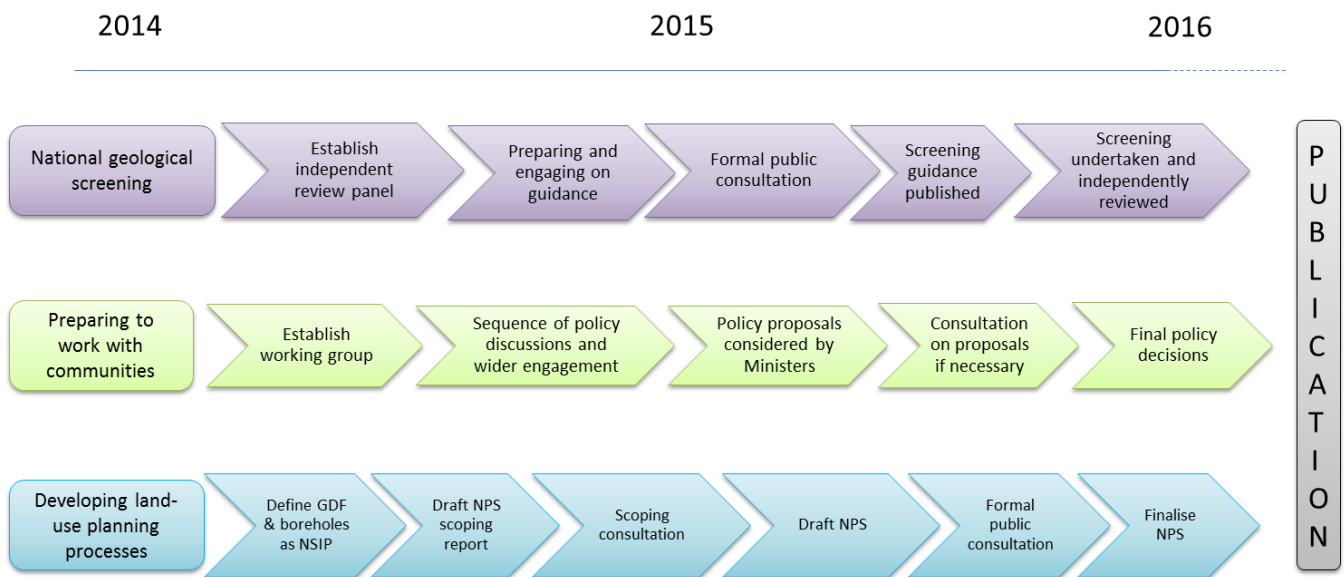 2014
2015
2016
National geological
screening
Establish
independent
review panel
Preparing and
engaging on
guidance
Formal public
consultation
Screening
guidance
published
Screening
undertaken and
independently
reviewed
Preparing to
work with
communities
Establish
working group
Sequence of policy
discussions and
wider engagement
Policy proposals
considered by
Ministers
Consultation
on proposals
if necessary
Final policy
decisions
Developing land-
use planning
processes
Define GDF
& boreholes
as NSIP
Draft NPS
scoping
report
Scoping
consultation
Draft NPS
Formal
public
consultation
Finalise
NPS
PUBLICATION